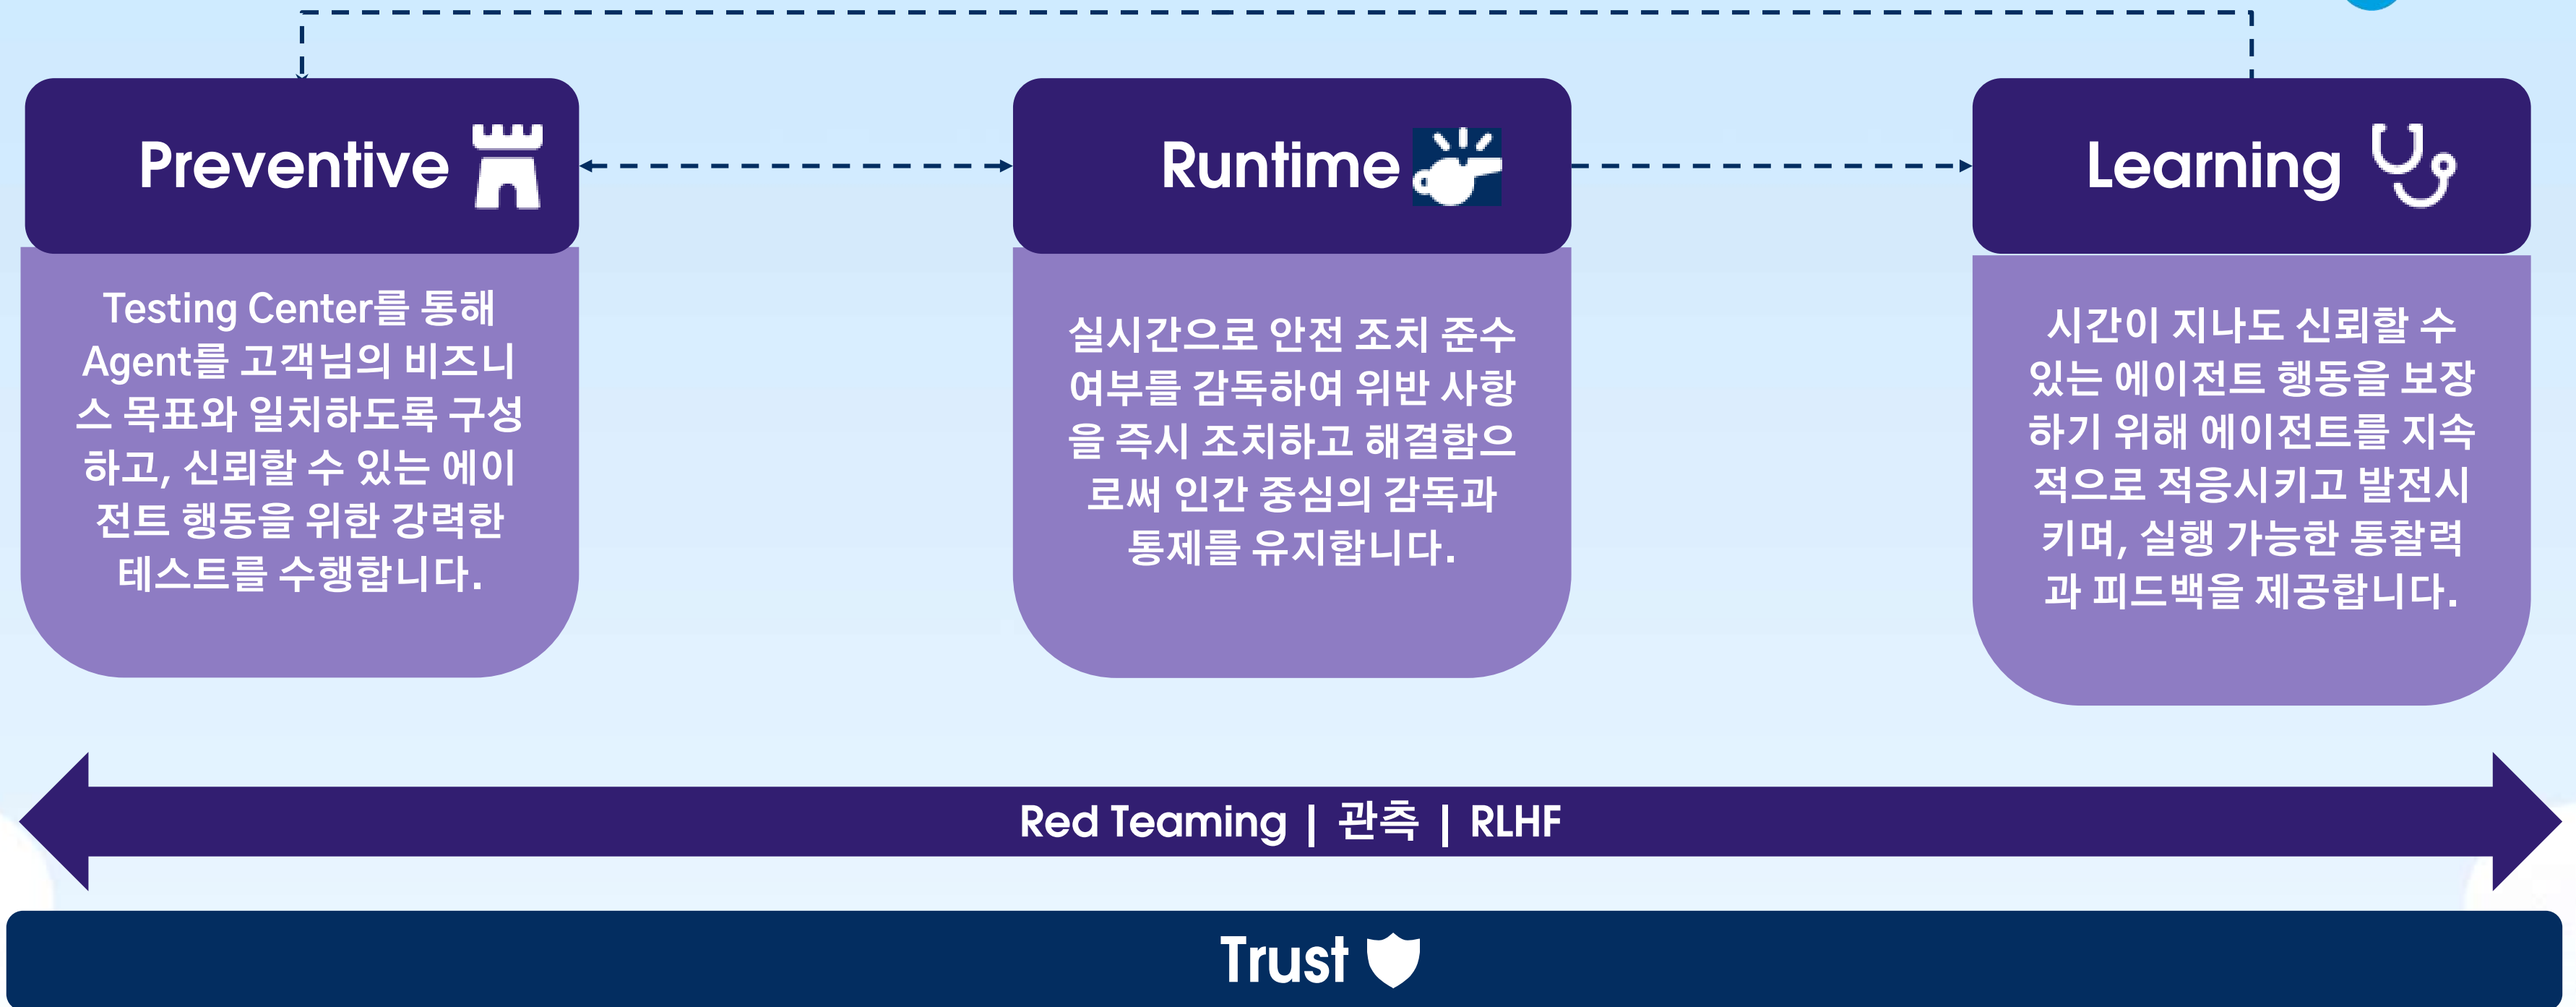 Preventive
Testing Center를 통해
Agent를 고객님의 비즈니
스 목표와 일치하도록 구성
하고, 신뢰할 수 있는 에이
전트 행동을 위한 강력한
테스트를 수행합니다.
Runtime
실시간으로 안전 조치 준수
여부를 감독하여 위반 사항
을 즉시 조치하고 해결함으
로써 인간 중심의 감독과
통제를 유지합니다.
Learning
시간이 지나도 신뢰할 수
있는 에이전트 행동을 보장
하기 위해 에이전트를 지속
적으로 적응시키고 발전시
키며, 실행 가능한 통찰력
과 피드백을 제공합니다.
Red Teaming | 관측 | RLHF
Trust